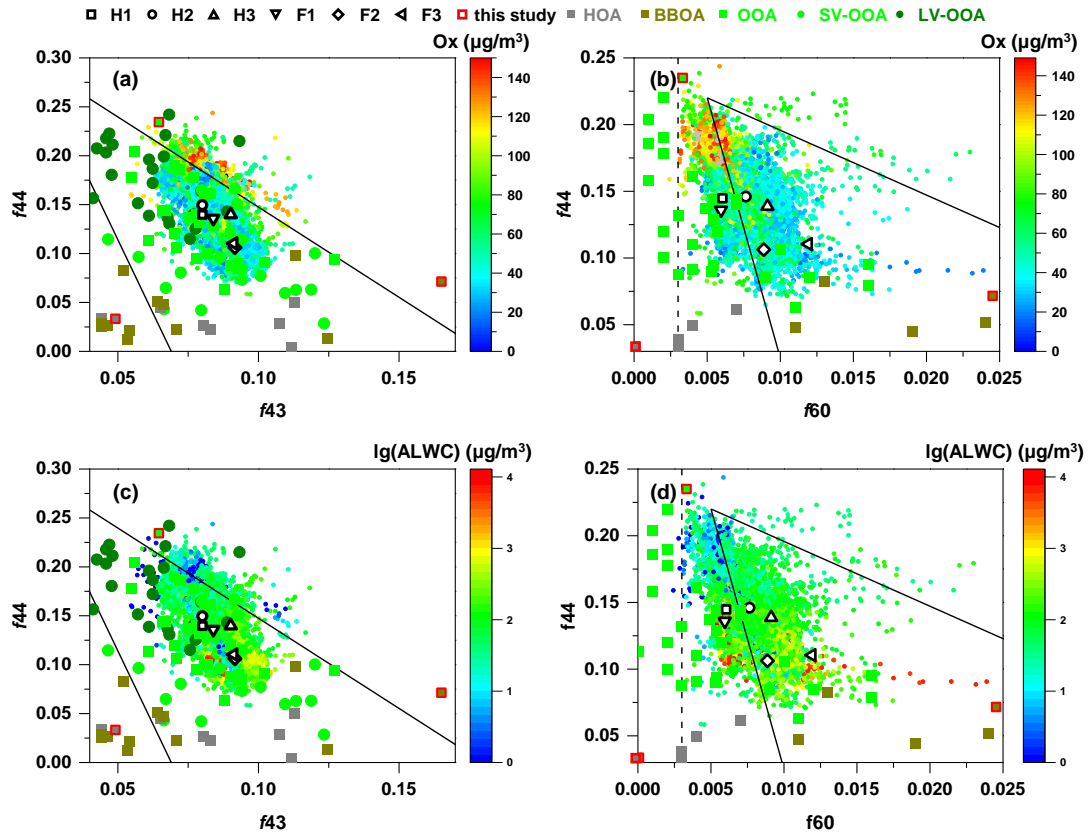 H1 H2 H3 F1 F2 F3 this study HOA BBOA OOA SV-OOA LV-OOA
Ox (μg/m³) Ox (μg/m³)
(a)
0.30
0.25
0.20
0.15
0.10
0.05
0.00
f44
0.05 0.10 0.15
f43
140
120
100
80
60
40
20
0
(b)
0.25
0.20
0.15
0.10
0.05
f44
0.000 0.005 0.010 0.015 0.020 0.025
f60
140
120
100
80
60
40
20
0
lg(ALWC) (μg/m³) lg(ALWC) (μg/m³)
(c)
0.30
0.25
0.20
0.15
0.10
0.05
0.00
f44
0.05 0.10 0.15
f43
4
3
2
1
0
(d)
0.25
0.20
0.15
0.10
0.05
f44
0.000 0.005 0.010 0.015 0.020 0.025
f60
4
3
2
1
0